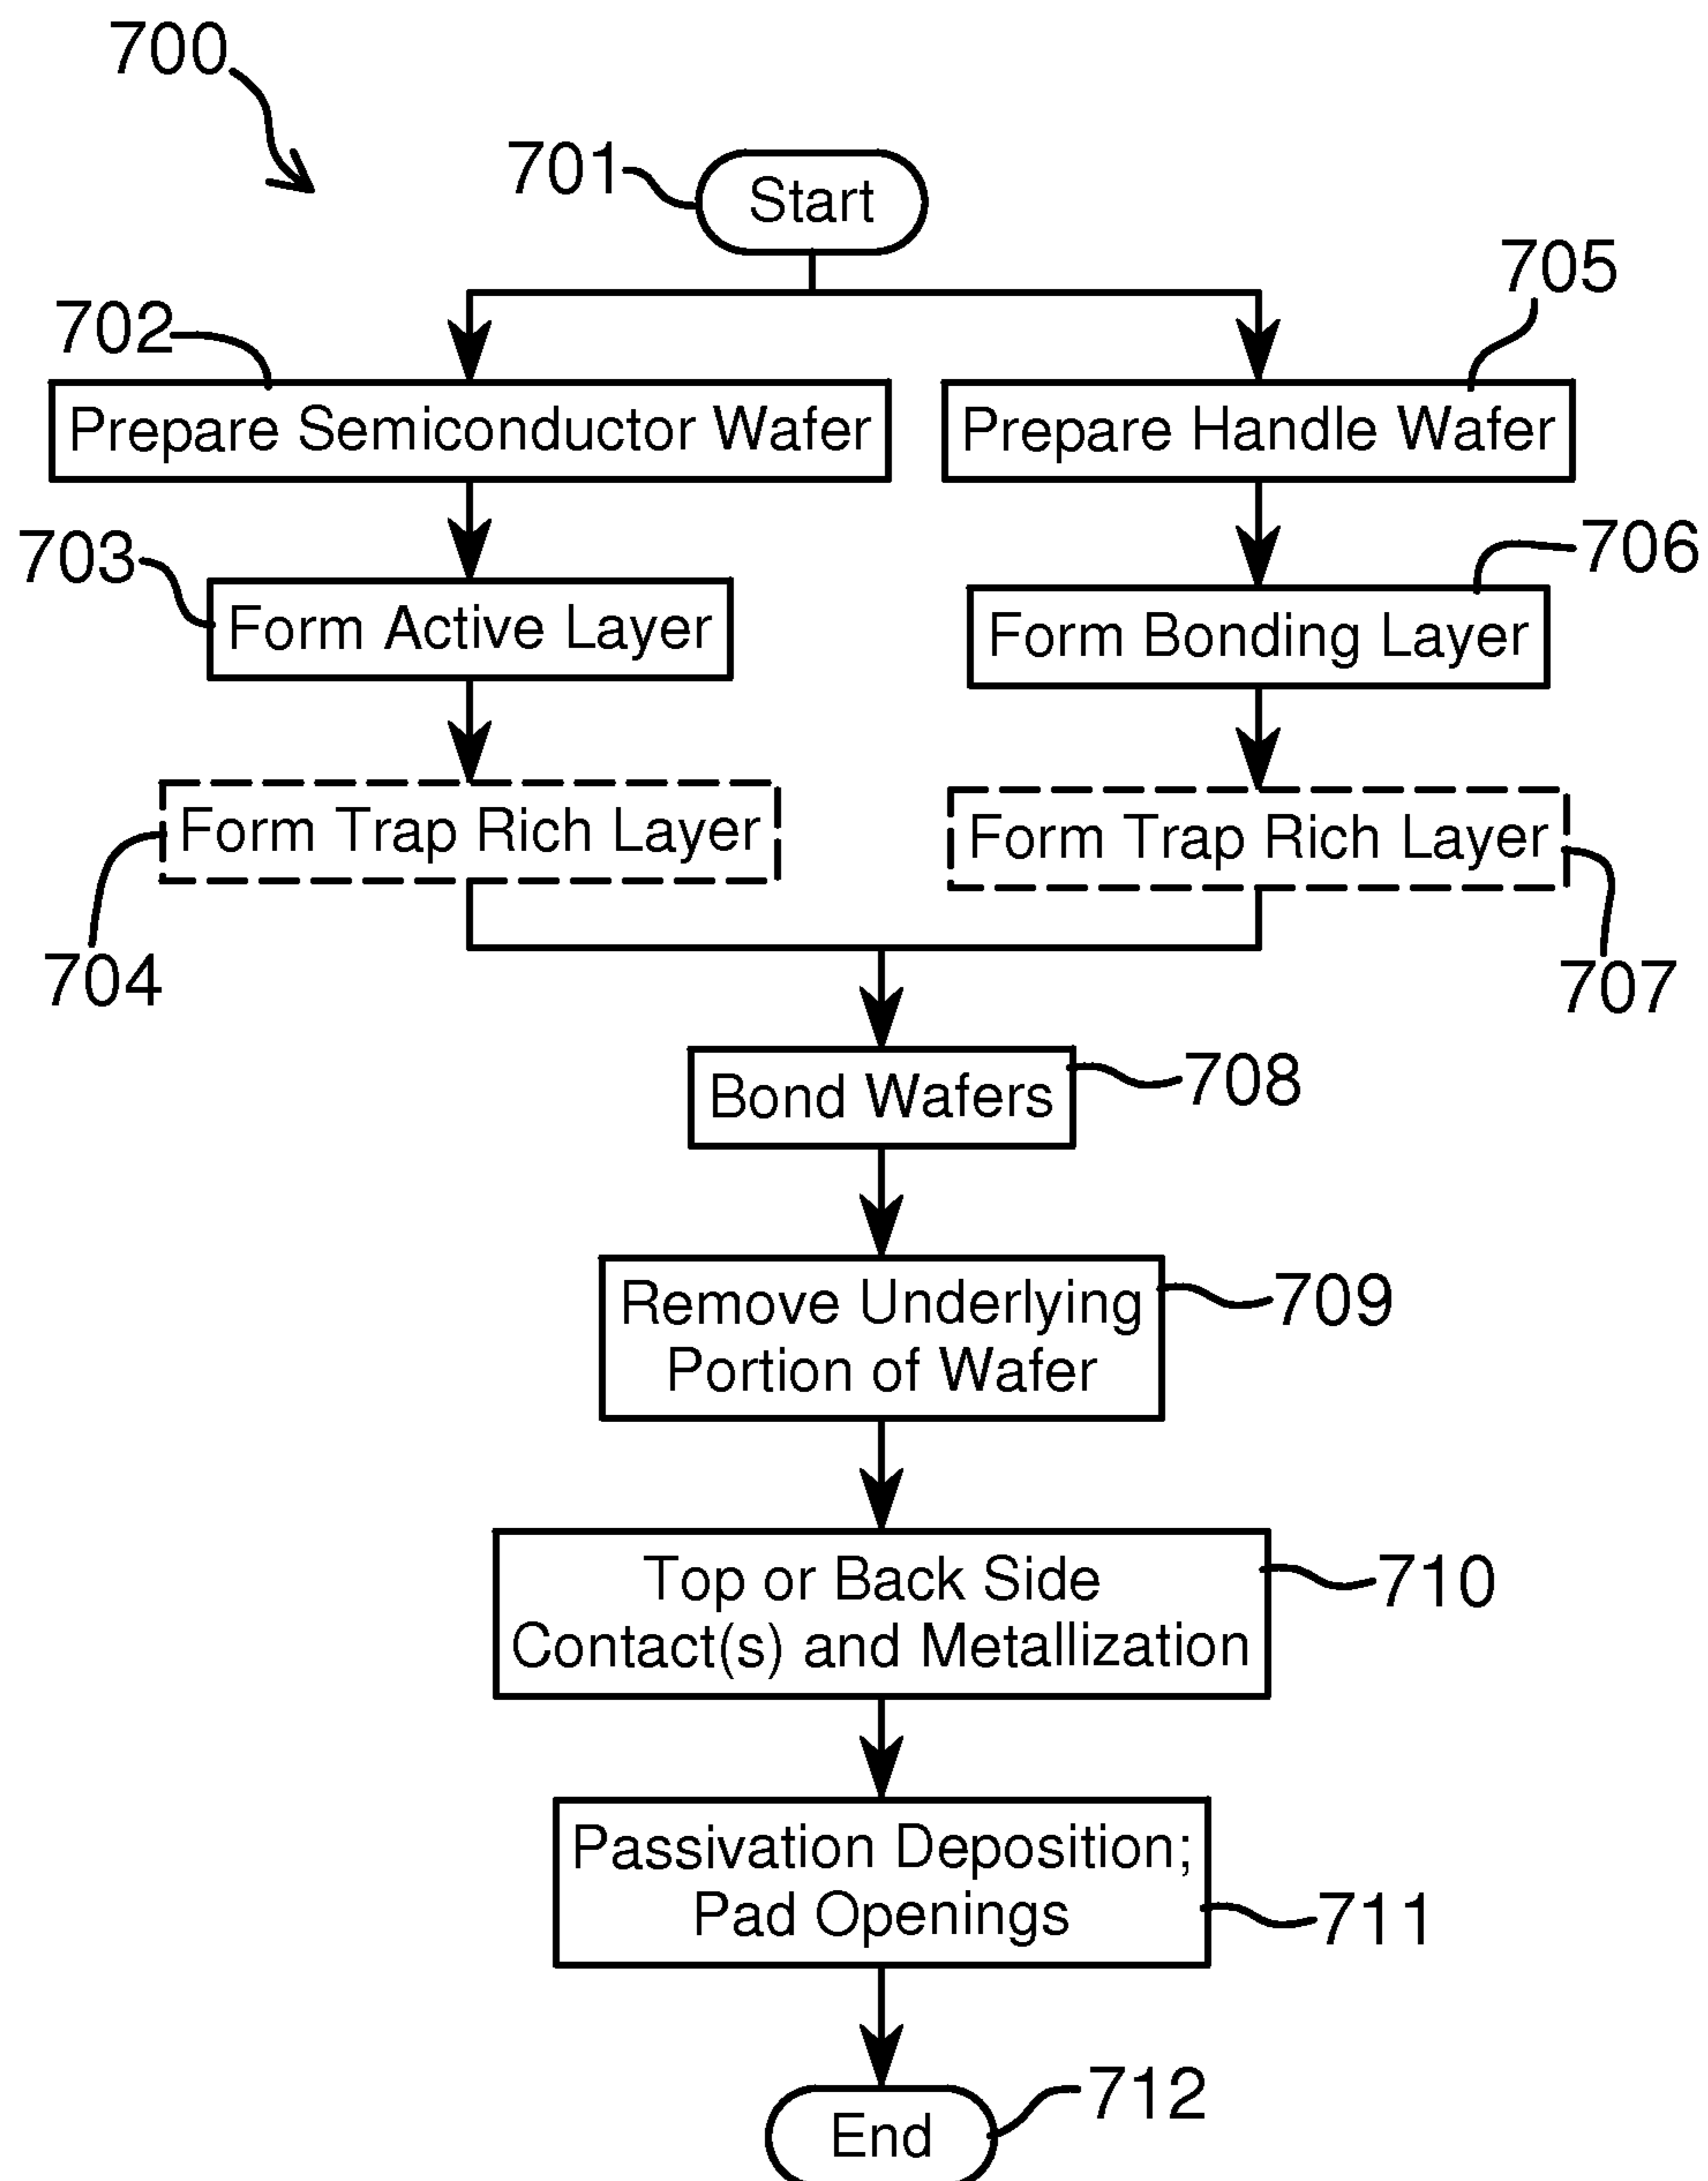 700
701
Start
705
702
Prepare Semiconductor Wafer
Prepare Handle Wafer
703
706
Form Active Layer
Form Bonding Layer
Form Trap Rich Layer
Form Trap Rich Layer
704
707
Bond Wafers
708
Remove Underlying
Portion of Wafer
709
Top or Back Side
Contact(s) and Metallization
710
Passivation Deposition;
Pad Openings
711
712
End